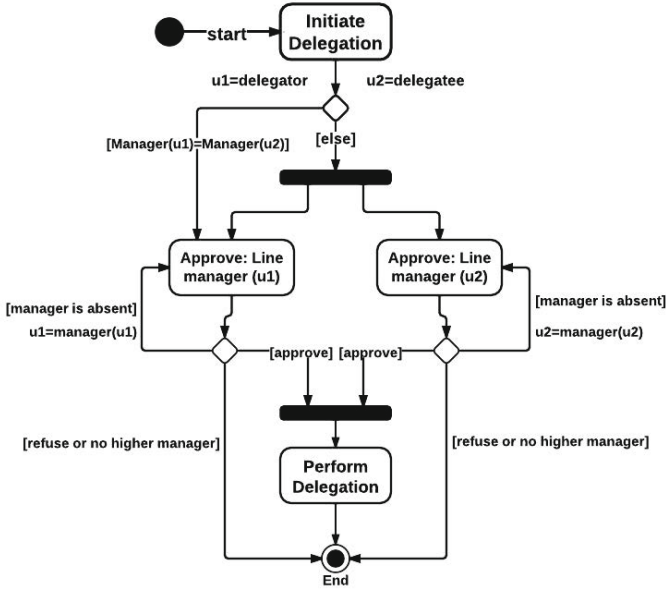 start
Initiate
Delegation
u1=delegator
u2=delegatee
[Manager(u1)=Manager(u2)]
[else]
Approve: Line
manager (u1)
Approve: Line
manager (u2)
[manager is absent]
u1=manager(u1)
[manager is absent]
u2=manager(u2)
[approve]
[approve]
[refuse or no higher manager]
[refuse or no higher manager]
Perform
Delegation
End